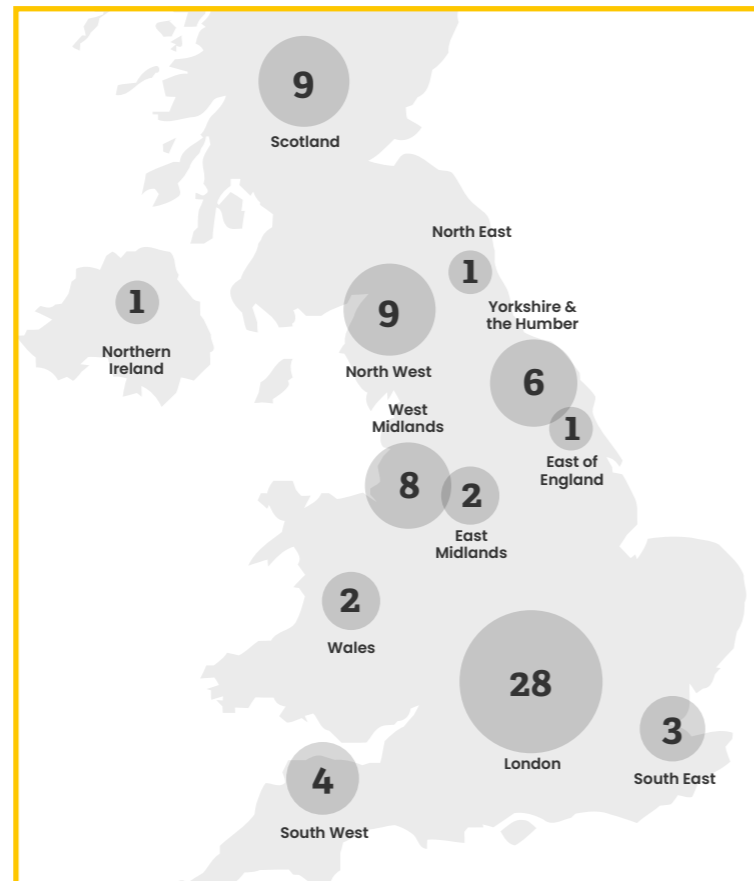 9
Scotland
North East
1
1
Northern
Ireland
9
North West
Yorkshire &
the Humber
6
1
East of
England
West
Midlands
8
2
East
Midlands
2
Wales
28
London
3
South East
4
South West